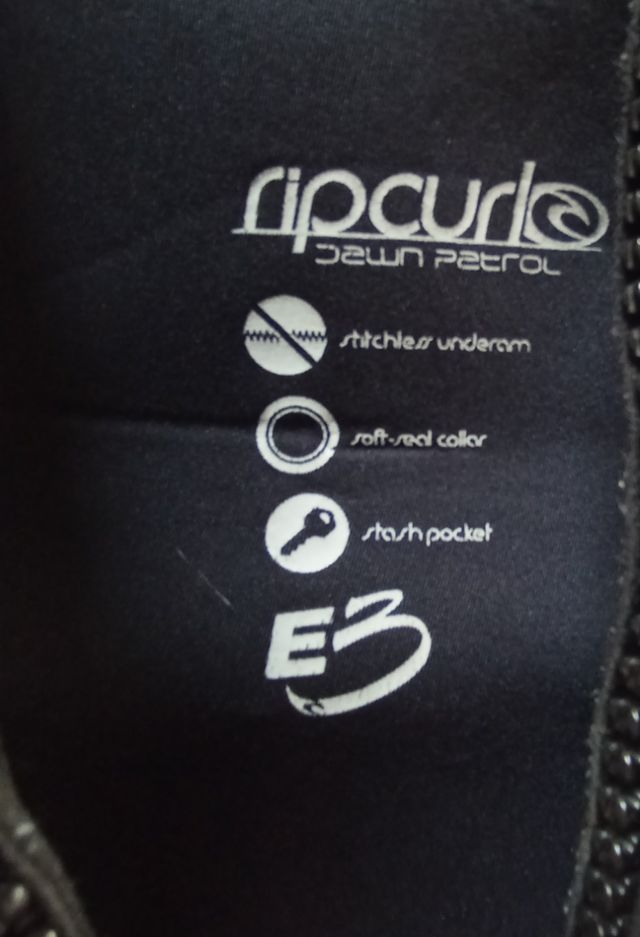 ripcurl
Dawn Patrol
stitchless underarm
soft-seal collar
stash pocket
E3